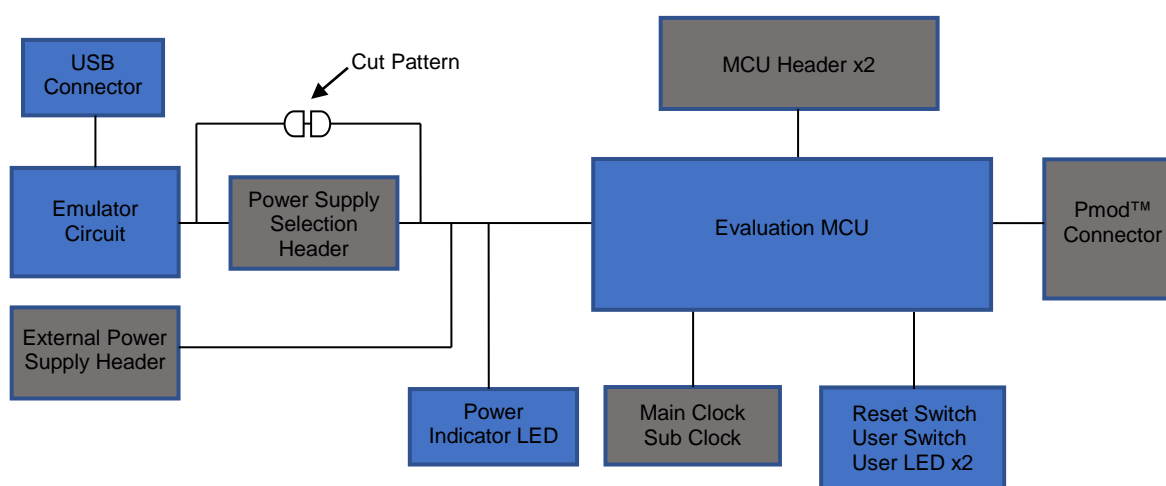 USB
Connector
Cut Pattern
MCU Header x2
Emulator
Circuit
Power Supply
Selection
Header
Evaluation MCU
Pmod™
Connector
External Power
Supply Header
Power
Indicator LED
Main Clock
Sub Clock
Reset Switch
User Switch
User LED x2